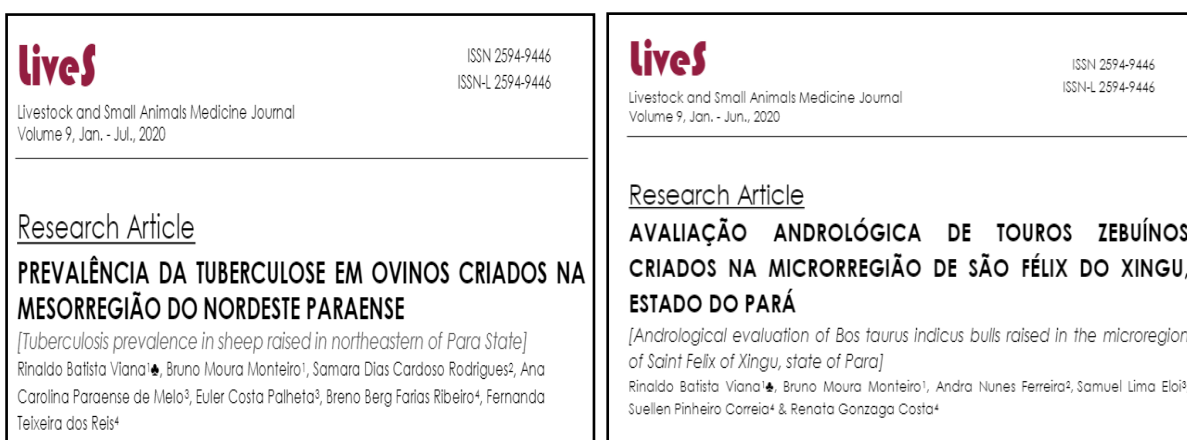 liveS
ISSN 2594-9446
ISSN-L 2594-9446
Livestock and Small Animals Medicine Journal
Volume 9, Jan. - Jul., 2020
Research Article
PREVALÊNCIA DA TUBERCULOSE EM OVINOS CRIADOS NA
MESORREGIÃO DO NORDESTE PARAENSE
[Tuberculosis prevalence in sheep raised in northeastern of Para State]
Rinaldo Batista Viana¹♣, Bruno Moura Monteiro¹, Samara Dias Cardoso Rodrigues², Ana
Carolina Paraense de Melo³, Euler Costa Palheta³, Breno Berg Farias Ribeiro⁴, Fernanda
Teixeira dos Reis⁴
liveS
ISSN 2594-9446
ISSN-L 2594-9446
Livestock and Small Animals Medicine Journal
Volume 9, Jan. - Jun., 2020
Research Article
AVALIAÇÃO ANDROLÓGICA DE TOUROS ZEBUÍNOS
CRIADOS NA MICRORREGIÃO DE SÃO FÉLIX DO XINGU,
ESTADO DO PARÁ
[Andrological evaluation of Bos taurus indicus bulls raised in the microregion
of Saint Felix of Xingu, state of Para]
Rinaldo Batista Viana¹♣, Bruno Moura Monteiro¹, Andra Nunes Ferreira², Samuel Lima Eloi³
Suellen Pinheiro Correia⁴ & Renata Gonzaga Costa⁴